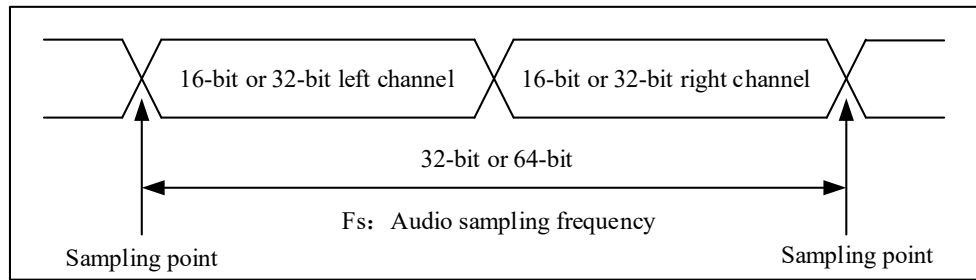 16-bit or 32-bit left channel
16-bit or 32-bit right channel
32-bit or 64-bit
Fs：Audio sampling frequency
Sampling point
Sampling point